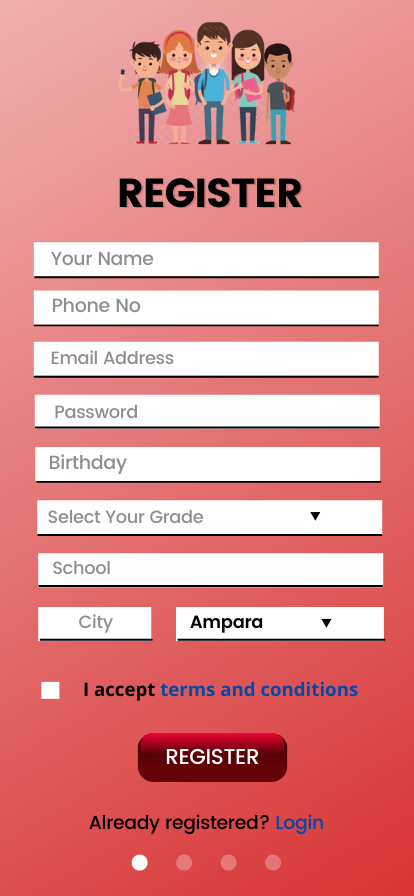 REGISTER
Your Name
Phone No
Email Address
Password
Birthday
Select Your Grade
School
City Ampara
I accept terms and conditions
REGISTER
Already registered? Login